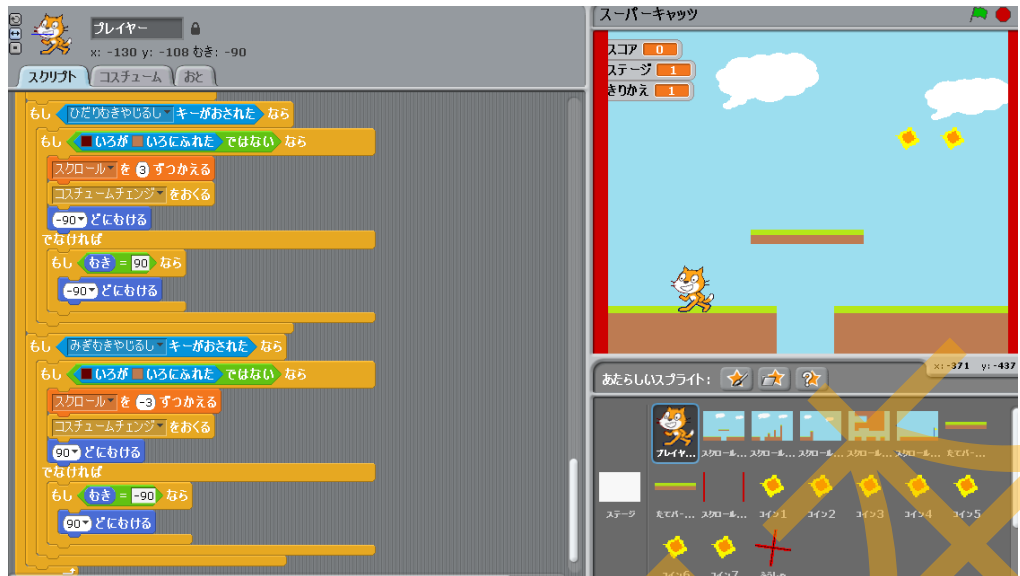 プレイヤー
x: -130 y: -108 むき: -90
スクリプト コスチューム おと
もし ひだりむきやじるし キーがおされた なら
もし いろが いろにふれた ではない なら
スクロール を 3 ずつかえる
コスチュームチェンジ をおくる
-90 どにむける
でなければ
もし むき = 90 なら
-90 どにむける
もし みぎむきやじるし キーがおされた なら
もし いろが いろにふれた ではない なら
スクロール を -3 ずつかえる
コスチュームチェンジ をおくる
90 どにむける
でなければ
もし むき = -90 なら
90 どにむける
スーパーキャッツ
スコア 0
ステージ 1
きりかえ 1
x: -371 y: -437
あたらしいスプライト:
プレイヤ... スクロール... スクロール... スクロール... スクロール... スクロール... たてバー...
ステージ たてバー... スクロール... コイン1 コイン2 コイン3 コイン4 コイン5
コイン6 コイン7